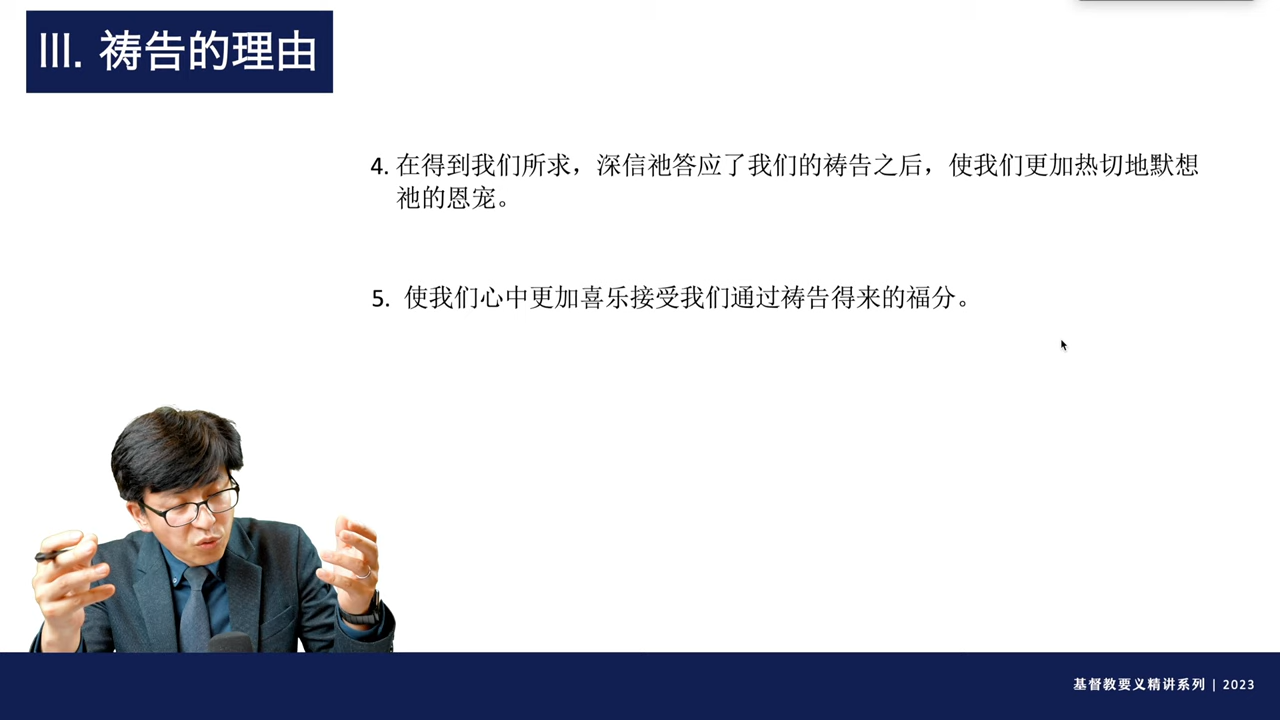 III. 祷告的理由
4. 在得到我们所求，深信祂答应了我们的祷告之后，使我们更加热切地默想
祂的恩宠。
5. 使我们心中更加喜乐接受我们通过祷告得来的福分。
基督教要义精讲系列 | 2023